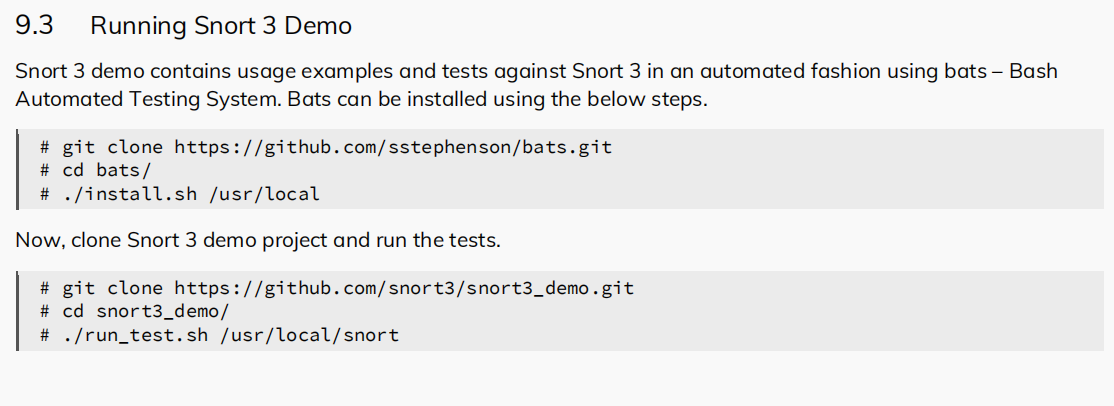 9.3 Running Snort 3 Demo
Snort 3 demo contains usage examples and tests against Snort 3 in an automated fashion using bats – Bash
Automated Testing System. Bats can be installed using the below steps.
# git clone https://github.com/sstephenson/bats.git
# cd bats/
# ./install.sh /usr/local
Now, clone Snort 3 demo project and run the tests.
# git clone https://github.com/snort3/snort3_demo.git
# cd snort3_demo/
# ./run_test.sh /usr/local/snort